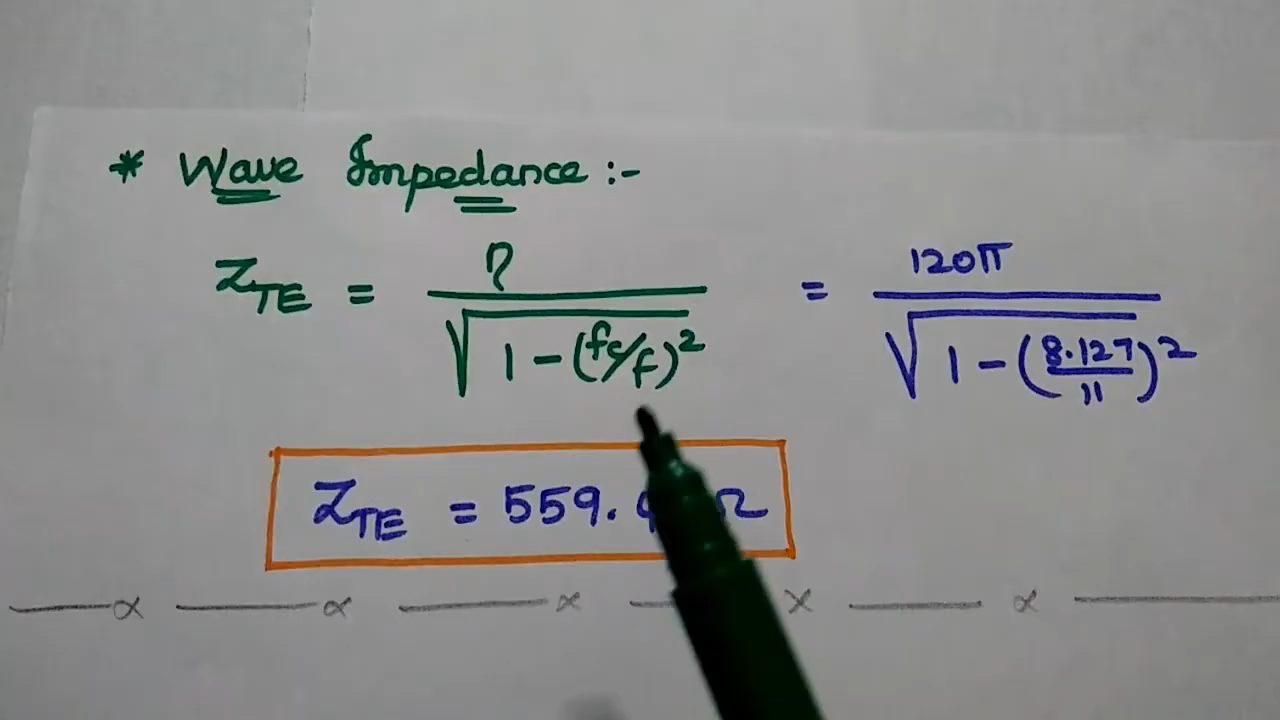 * Wave Impedance :-
Z_TE = η / √(1 - (fc/f)²) = 120π / √(1 - (8.127/11)²)
Z_TE = 559. Ω